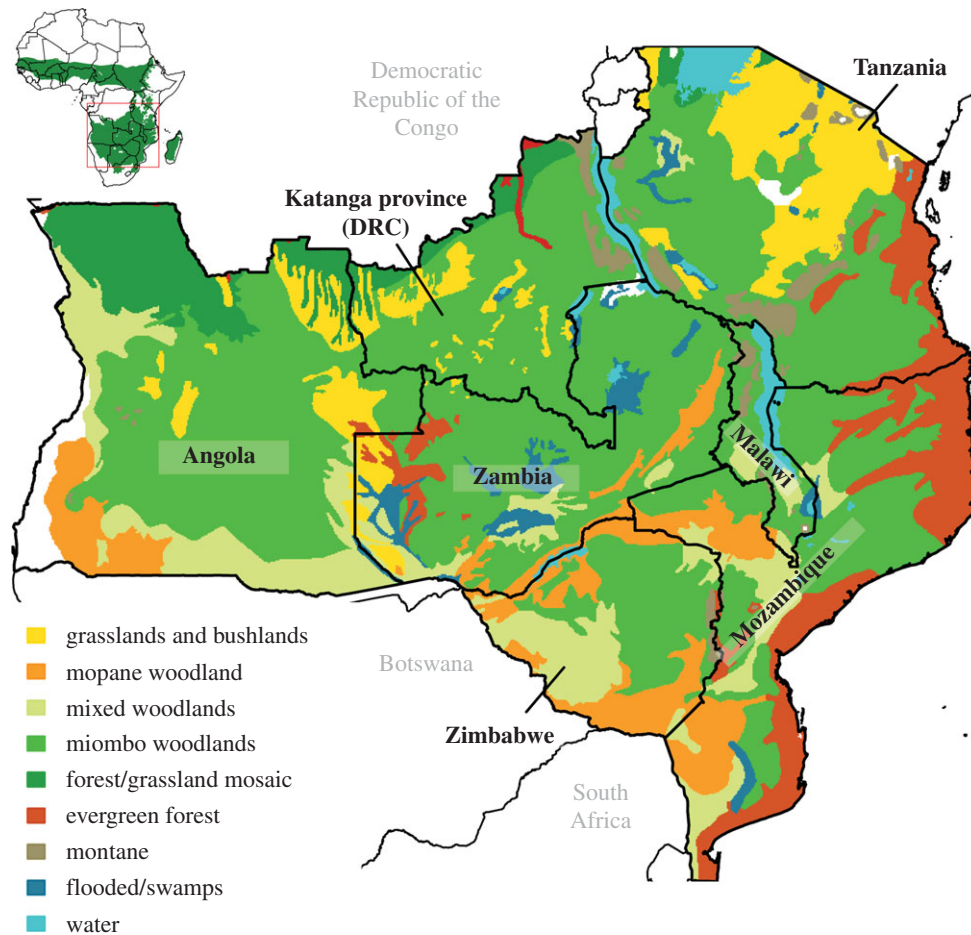 Democratic
Republic of the
Congo
Tanzania
Katanga province
(DRC)
Angola
Zambia
Malawi
Mozambique
Botswana
Zimbabwe
South
Africa
grasslands and bushlands
mopane woodland
mixed woodlands
miombo woodlands
forest/grassland mosaic
evergreen forest
montane
flooded/swamps
water